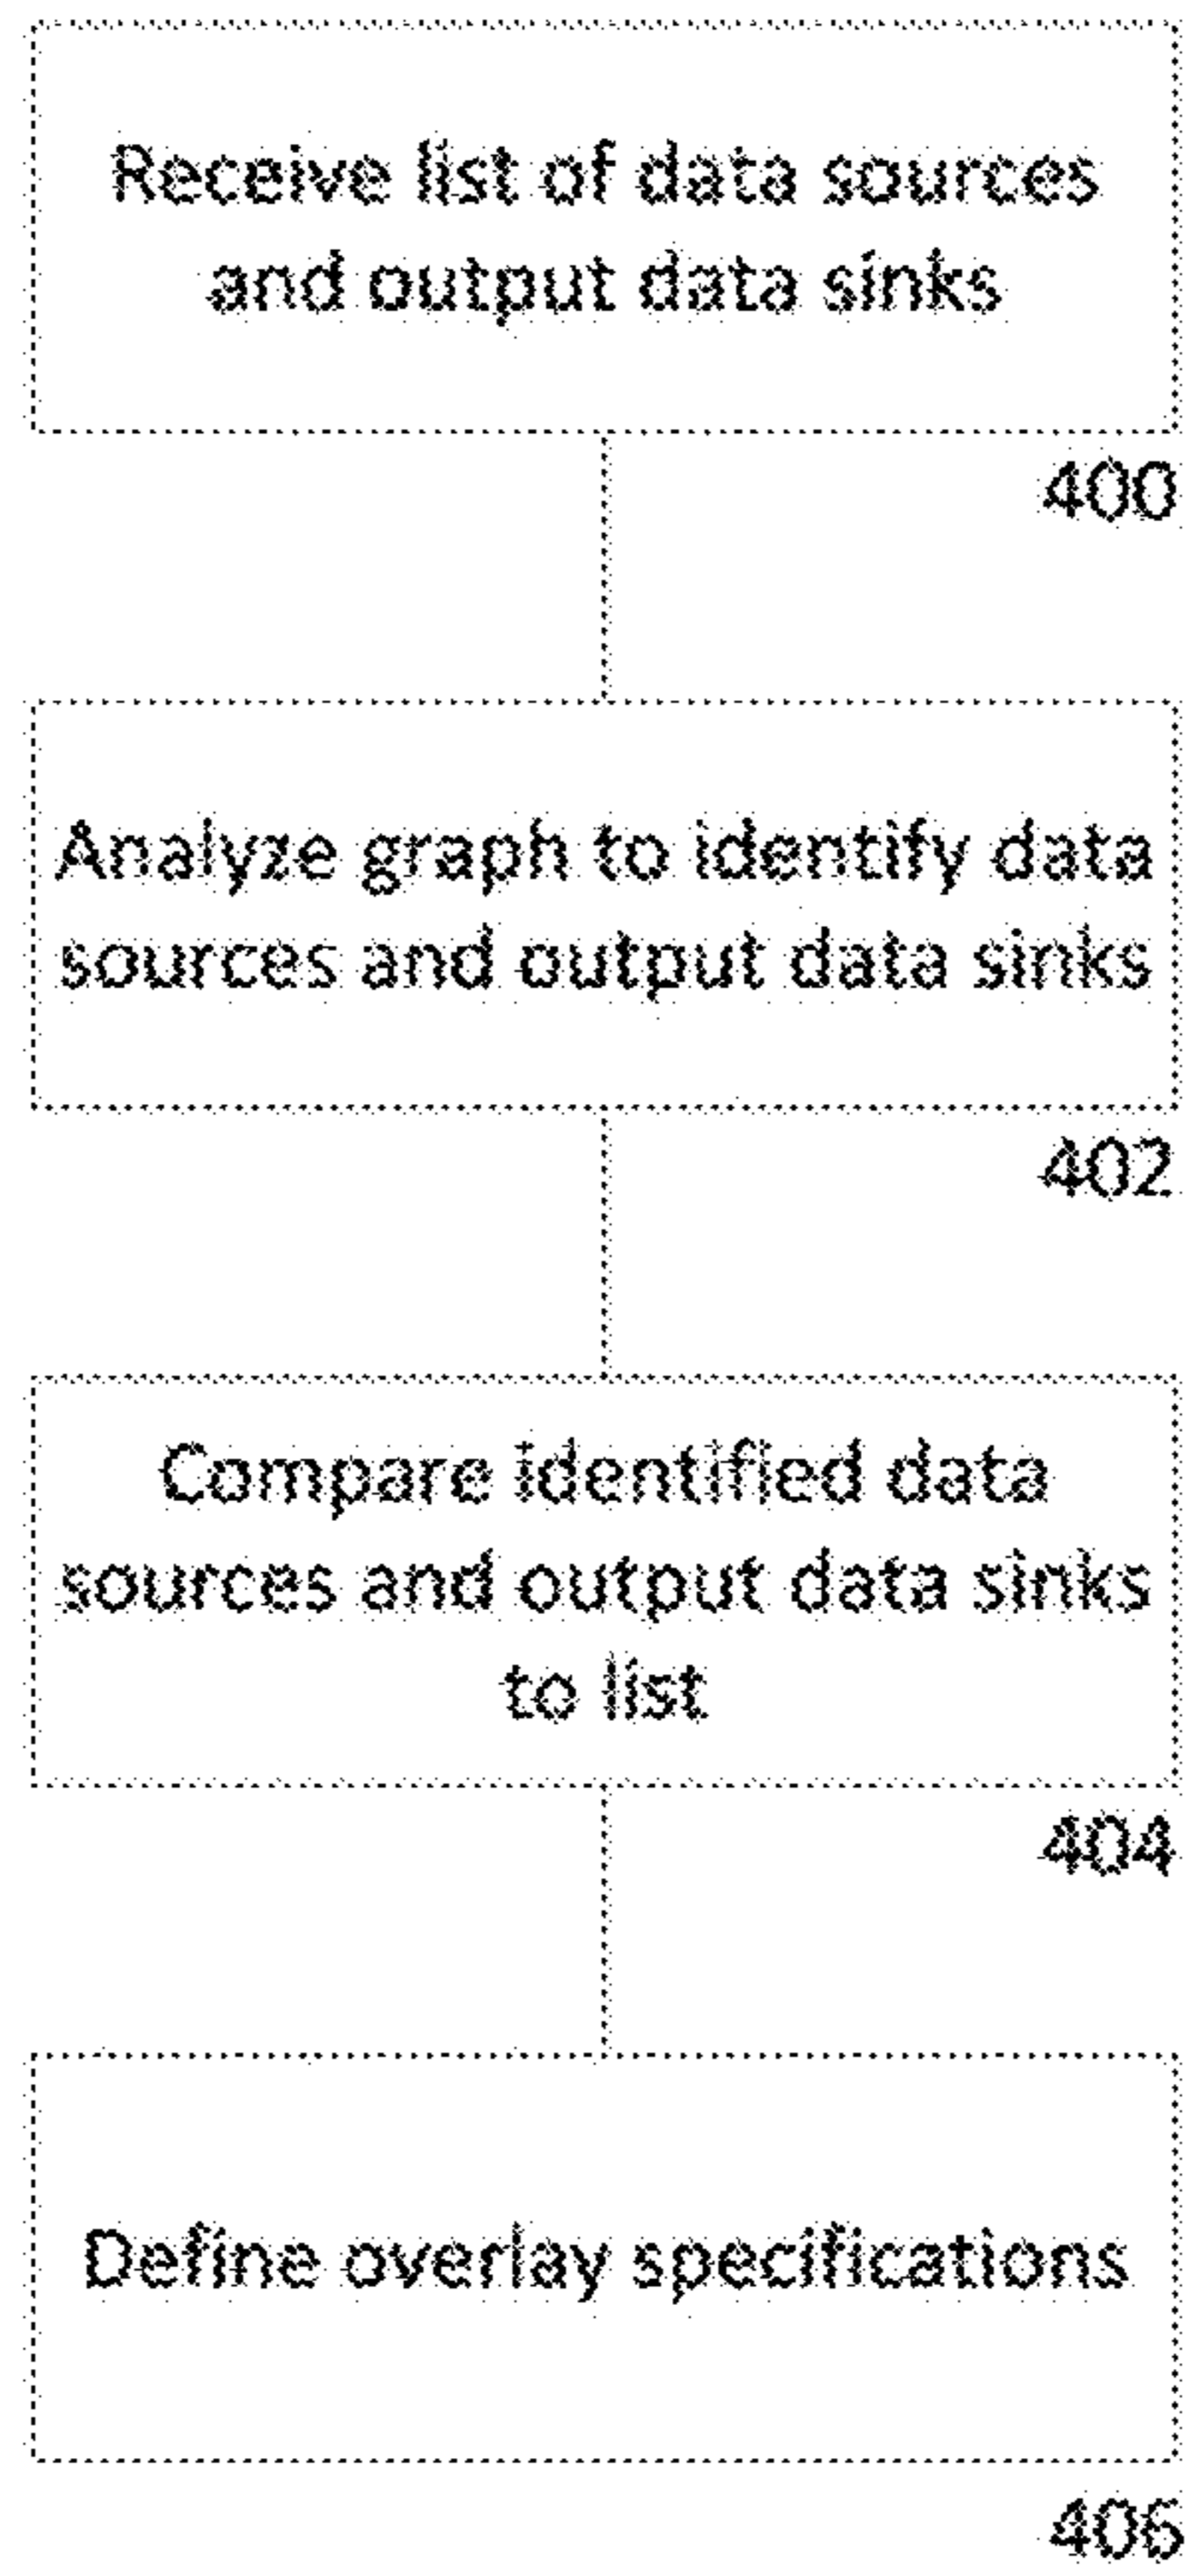 Receive list of data sources
and output data sinks
400
Analyze graph to identify data
sources and output data sinks
402
Compare identified data
sources and output data sinks
to list
404
Define overlay specifications
406